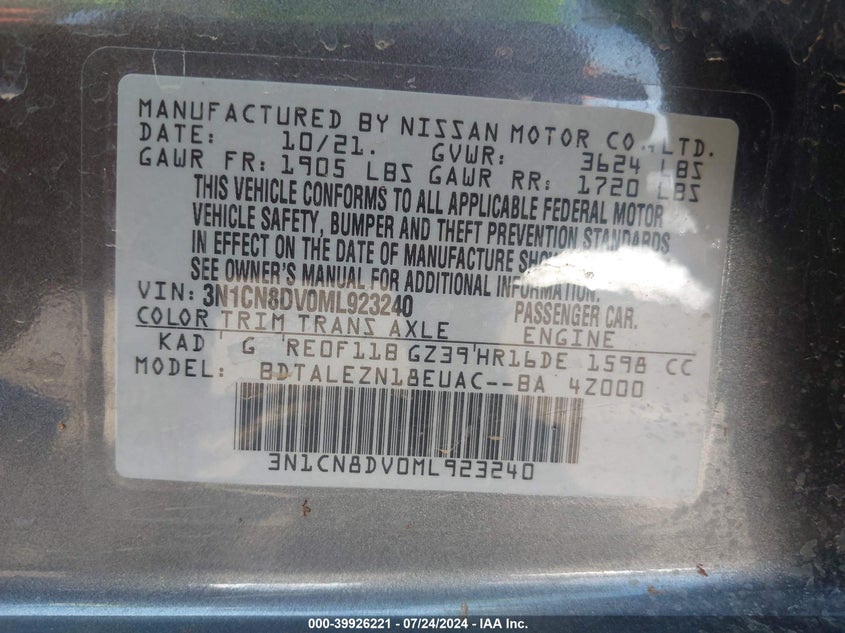 MANUFACTURED BY NISSAN MOTOR CO.,LTD.
DATE: 10/21. GVWR: 3624 LBS
GAWR FR: 1905 LBS GAWR RR: 1720 LBS
THIS VEHICLE CONFORMS TO ALL APPLICABLE FEDERAL MOTOR
VEHICLE SAFETY, BUMPER AND THEFT PREVENTION STANDARDS
IN EFFECT ON THE DATE OF MANUFACTURE SHOWN
SEE OWNER'S MANUAL FOR ADDITIONAL INFORMATION.
VIN: 3N1CN8DV0ML923240 PASSENGER CAR.
COLOR TRIM TRANS AXLE ENGINE
KAD G RE0F11B GZ39 HR16DE 1598 CC
MODEL: BDTALEZN18EUAC--BA 4Z000
3N1CN8DV0ML923240
000-39926221 - 07/24/2024 - IAA Inc.